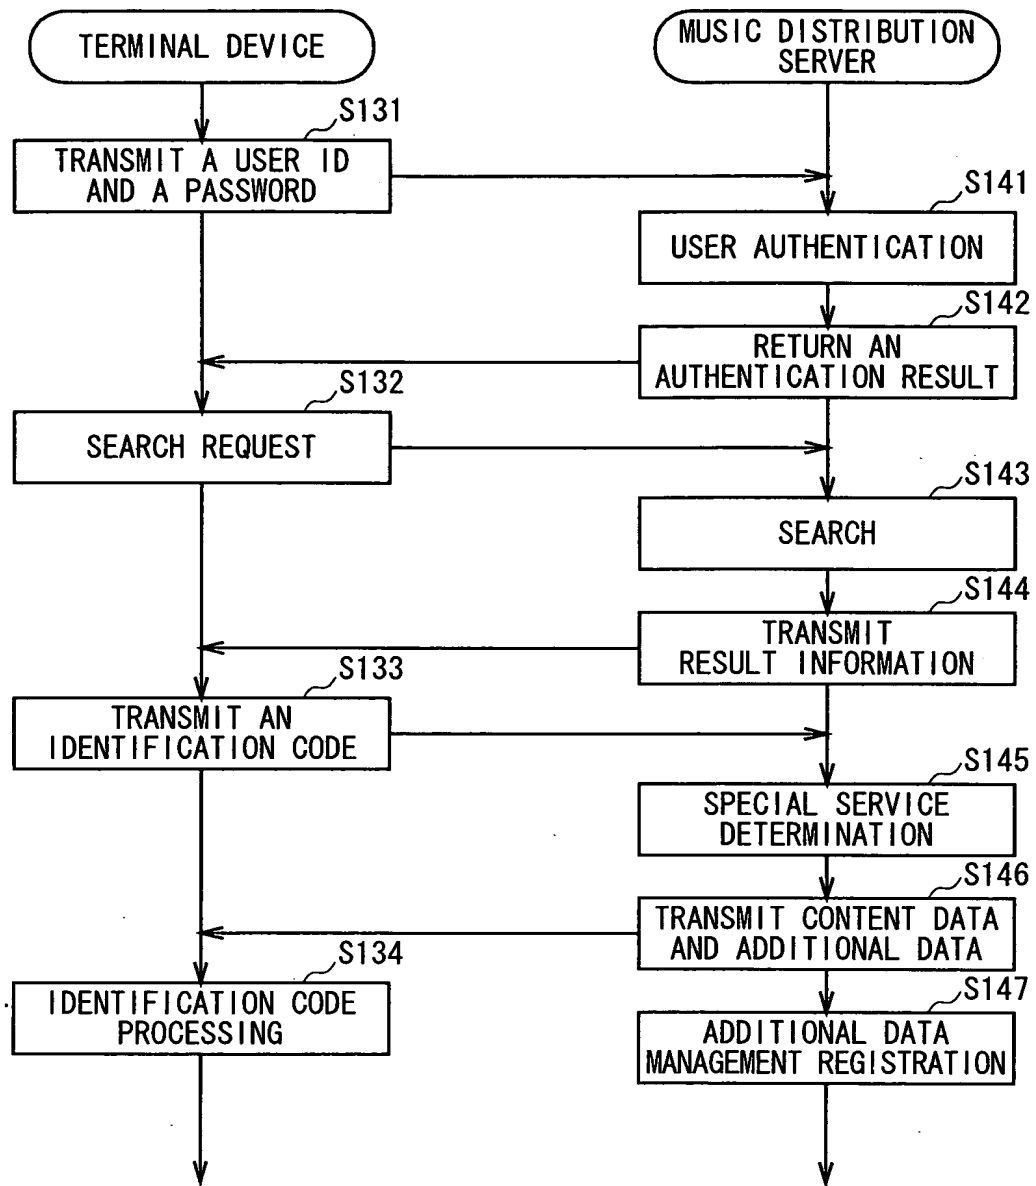 TERMINAL DEVICE
MUSIC DISTRIBUTION
SERVER
S131
TRANSMIT A USER ID
AND A PASSWORD
S141
USER AUTHENTICATION
S142
RETURN AN
AUTHENTICATION RESULT
S132
SEARCH REQUEST
S143
SEARCH
S144
TRANSMIT
RESULT INFORMATION
S133
TRANSMIT AN
IDENTIFICATION CODE
S145
SPECIAL SERVICE
DETERMINATION
S146
TRANSMIT CONTENT DATA
AND ADDITIONAL DATA
S134
IDENTIFICATION CODE
PROCESSING
S147
ADDITIONAL DATA
MANAGEMENT REGISTRATION